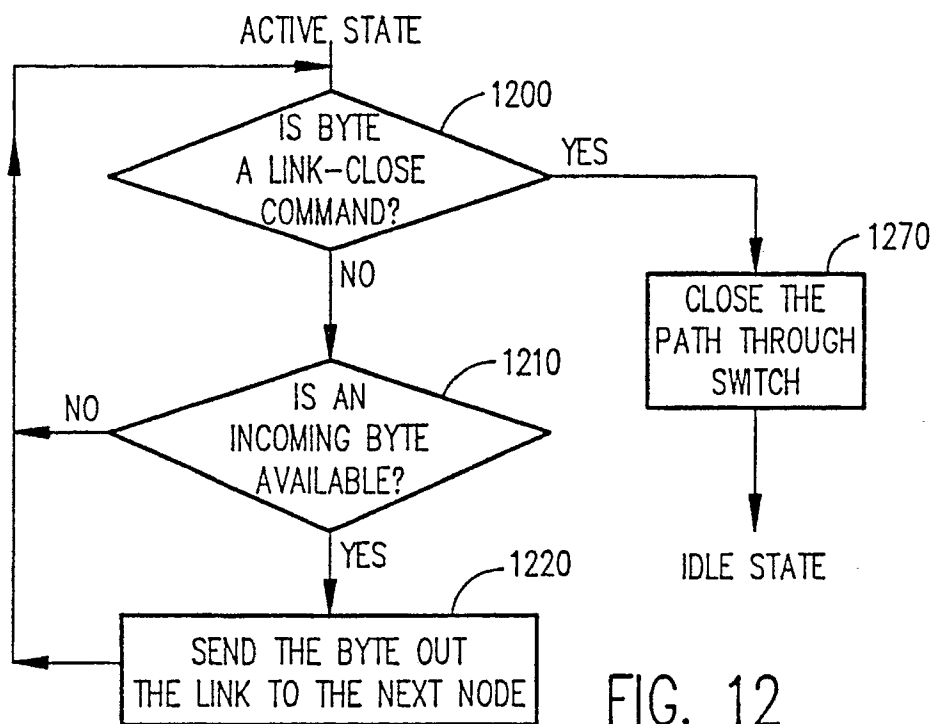 ACTIVE STATE
1200
IS BYTE
A LINK-CLOSE
COMMAND?
YES
1270
NO
CLOSE THE
PATH THROUGH
SWITCH
1210
NO
IS AN
INCOMING BYTE
AVAILABLE?
YES
1220
IDLE STATE
SEND THE BYTE OUT
THE LINK TO THE NEXT NODE
FIG. 12